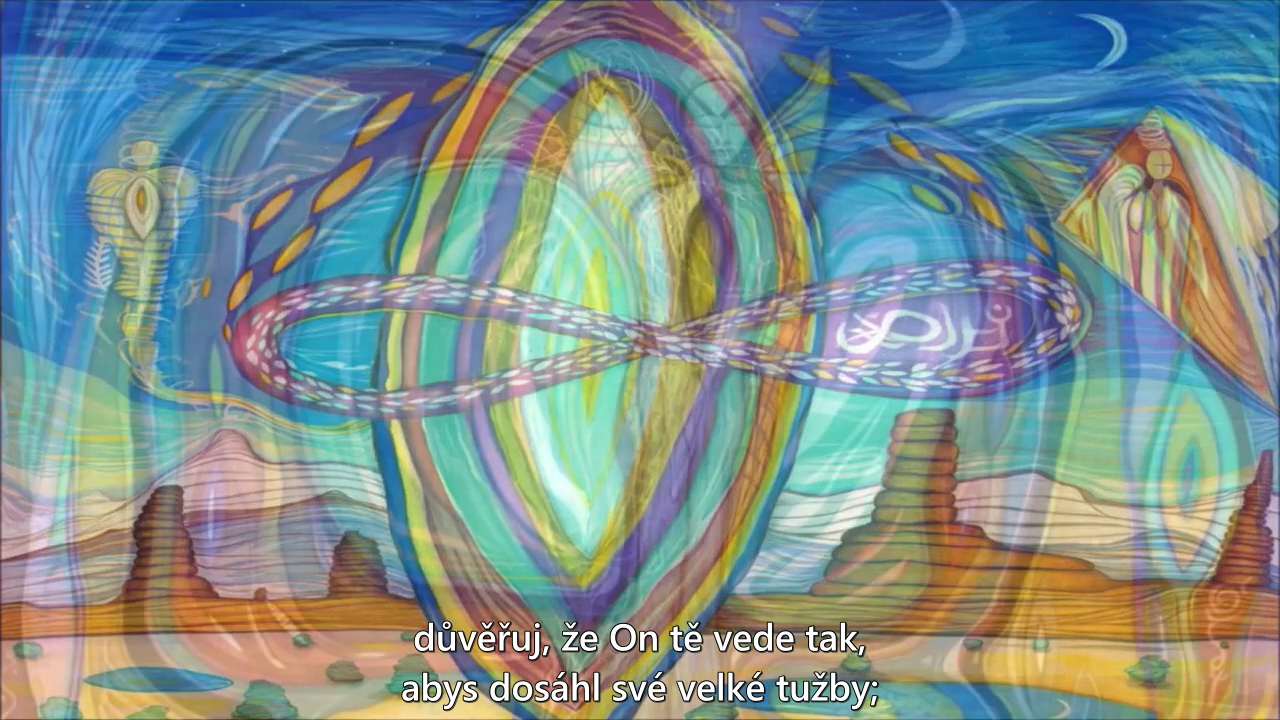 důvěřuj, že On tě vede tak,
abys dosáhl své velké tužby;